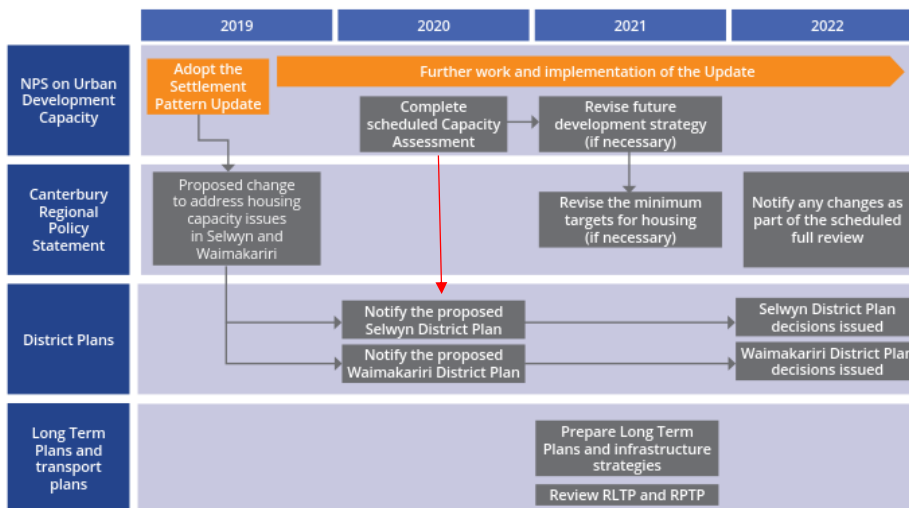 2019
2020
2021
2022
NPS on Urban
Development
Capacity
Adopt the
Settlement
Pattern Update
Further work and implementation of the Update
Complete
scheduled Capacity
Assessment
Revise future
development strategy
(if necessary)
Canterbury
Regional
Policy
Statement
Proposed change
to address housing
capacity issues
in Selwyn and
Waimakariri
Revise the minimum
targets for housing
(if necessary)
Notify any changes as
part of the scheduled
full review
District Plans
Notify the proposed
Selwyn District Plan
Selwyn District Plan
decisions issued
Notify the proposed
Waimakariri District Plan
Waimakariri District Plan
decisions issued
Long Term
Plans and
transport
plans
Prepare Long Term
Plans and infrastructure
strategies
Review RLTP and RPTP